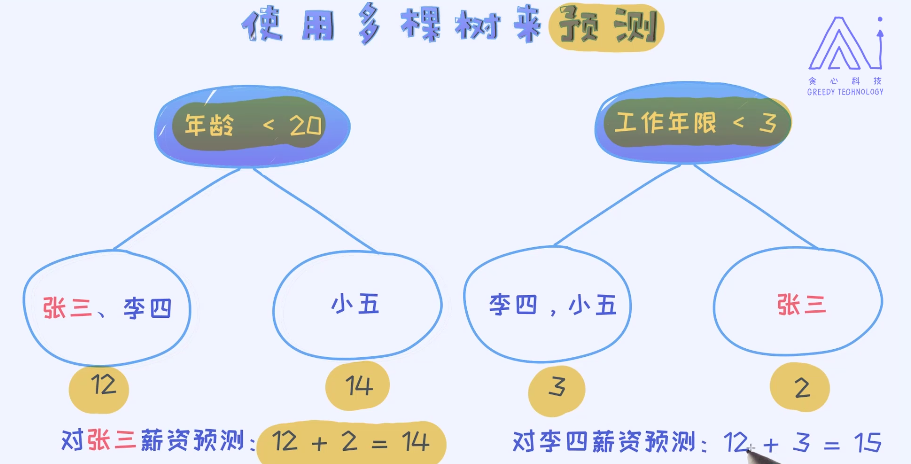 使用多棵树来预测
贪心科技
GREEDY TECHNOLOGY
年龄 < 20
工作年限 < 3
张三、李四
小五
李四，小五
张三
12
14
3
2
对张三薪资预测: 12 + 2 = 14
对李四薪资预测: 12 + 3 = 15